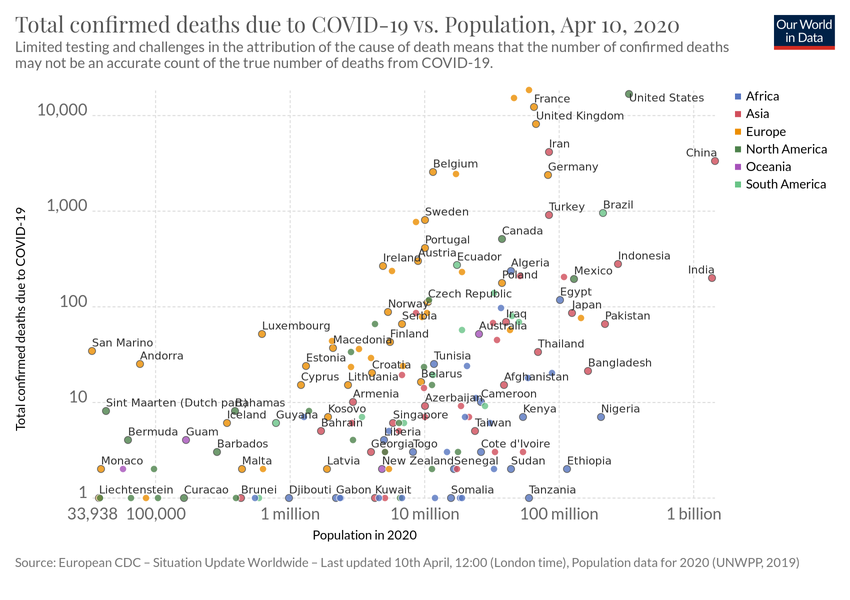 Total confirmed deaths due to COVID-19 vs. Population, Apr 10, 2020
Our World
in Data
Limited testing and challenges in the attribution of the cause of death means that the number of confirmed deaths
may not be an accurate count of the true number of deaths from COVID-19.
Africa
Asia
Europe
North America
Oceania
South America
Total confirmed deaths due to COVID-19
10,000
1,000
100
10
1
France
United States
United Kingdom
Iran
China
Belgium
Germany
Sweden
Turkey
Brazil
Portugal
Canada
Ireland
Austria
Ecuador
Algeria
Indonesia
Poland
Mexico
India
Czech Republic
Egypt
Norway
Serbia
Iraq
Japan
Pakistan
Luxembourg
Finland
Australia
San Marino
Macedonia
Thailand
Andorra
Estonia
Croatia
Tunisia
Bangladesh
Cyprus
Lithuania
Belarus
Afghanistan
Armenia
Azerbaijan
Cameroon
Sint Maarten (Dutch part)
Bahamas
Iceland
Guyana
Kosovo
Singapore
Kenya
Nigeria
Bermuda
Guam
Bahrain
Liberia
Taiwan
Barbados
Georgia
Togo
Cote d'Ivoire
Monaco
Malta
Latvia
New Zealand
Senegal
Sudan
Ethiopia
Liechtenstein
Curacao
Brunei
Djibouti
Gabon
Kuwait
Somalia
Tanzania
33,938
100,000
1 million
10 million
100 million
1 billion
Population in 2020
Source: European CDC – Situation Update Worldwide – Last updated 10th April, 12:00 (London time), Population data for 2020 (UNWPP, 2019)